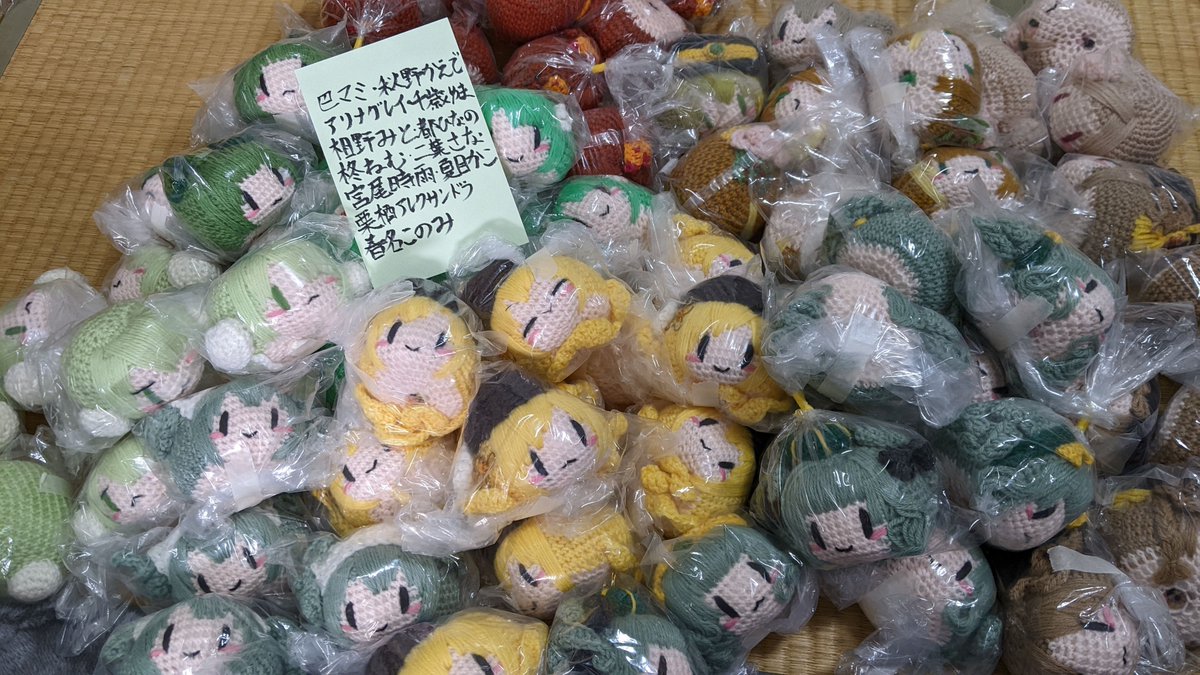 巴マミ・秋野かえで
アリナグレイ・千歳ゆま
相野みと・都ひなの
柊ねむ・二葉さな
宮尾時雨・夏目かこ
栗栖アレクサンドラ
春名このみ